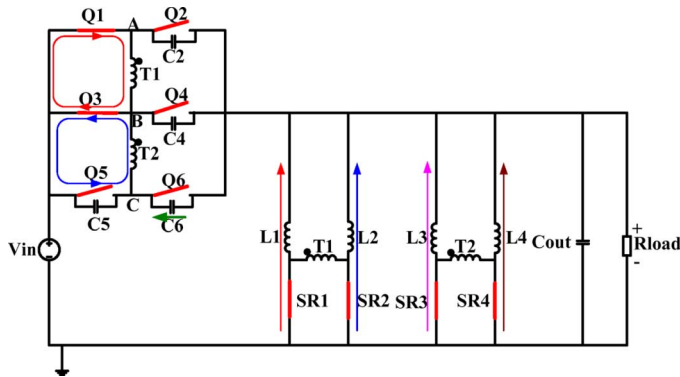 Q1
A
Q2
C2
T1
Q3
B
Q4
C4
T2
Q5
C
Q6
C5
C6
Vin
L1
T1
L2
L3
T2
L4
Cout
+
Rload
-
SR1
SR2
SR3
SR4